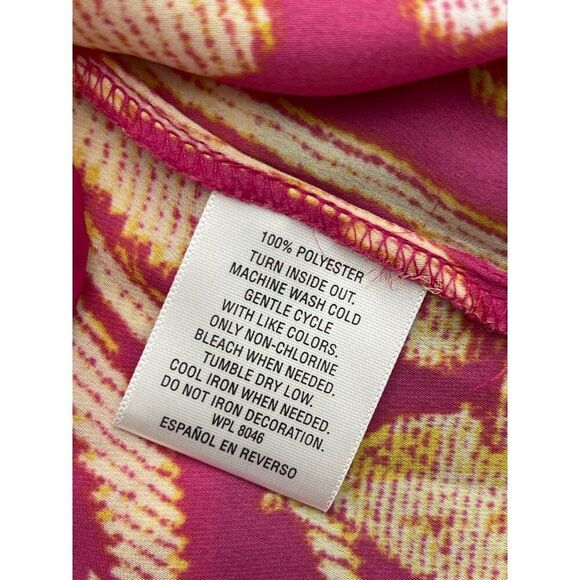 100% POLYESTER
TURN INSIDE OUT.
MACHINE WASH COLD
GENTLE CYCLE
WITH LIKE COLORS.
ONLY NON-CHLORINE
BLEACH WHEN NEEDED.
TUMBLE DRY LOW.
COOL IRON WHEN NEEDED.
DO NOT IRON DECORATION.
WPL 8046
ESPAÑOL EN REVERSO